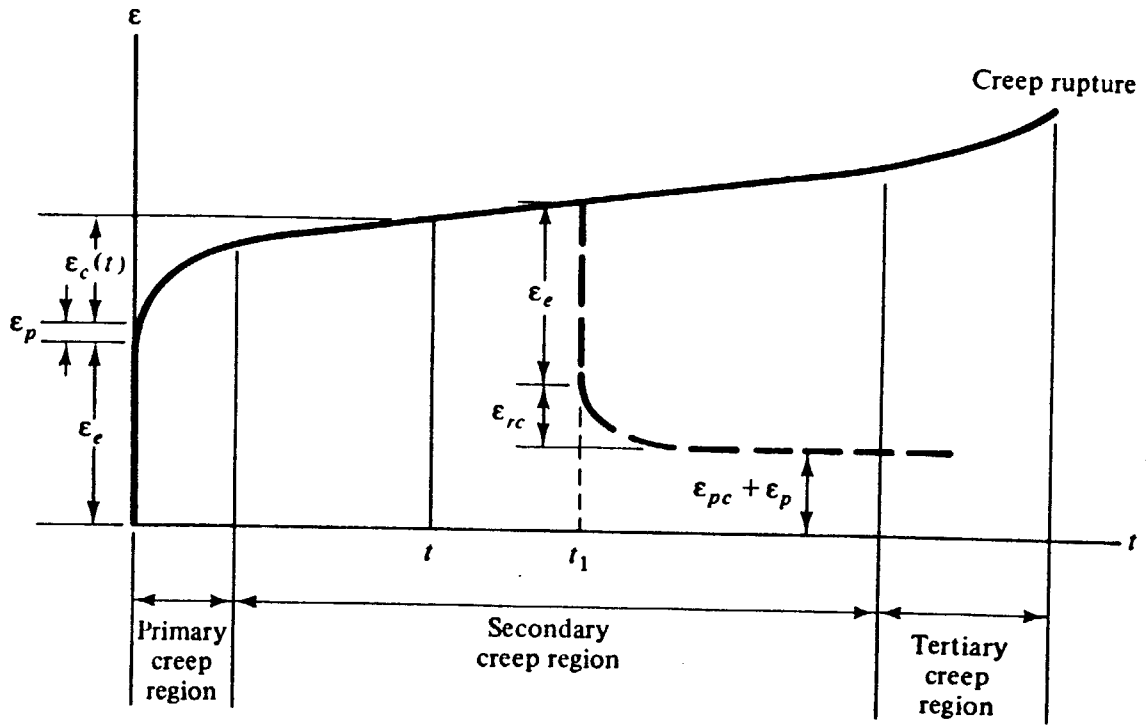 ε
Creep rupture
ε_c(t)
ε_e
ε_p
ε_rc
ε_e
ε_pc + ε_p
t
t_1
t
Primary
creep
region
Secondary
creep region
Tertiary
creep
region